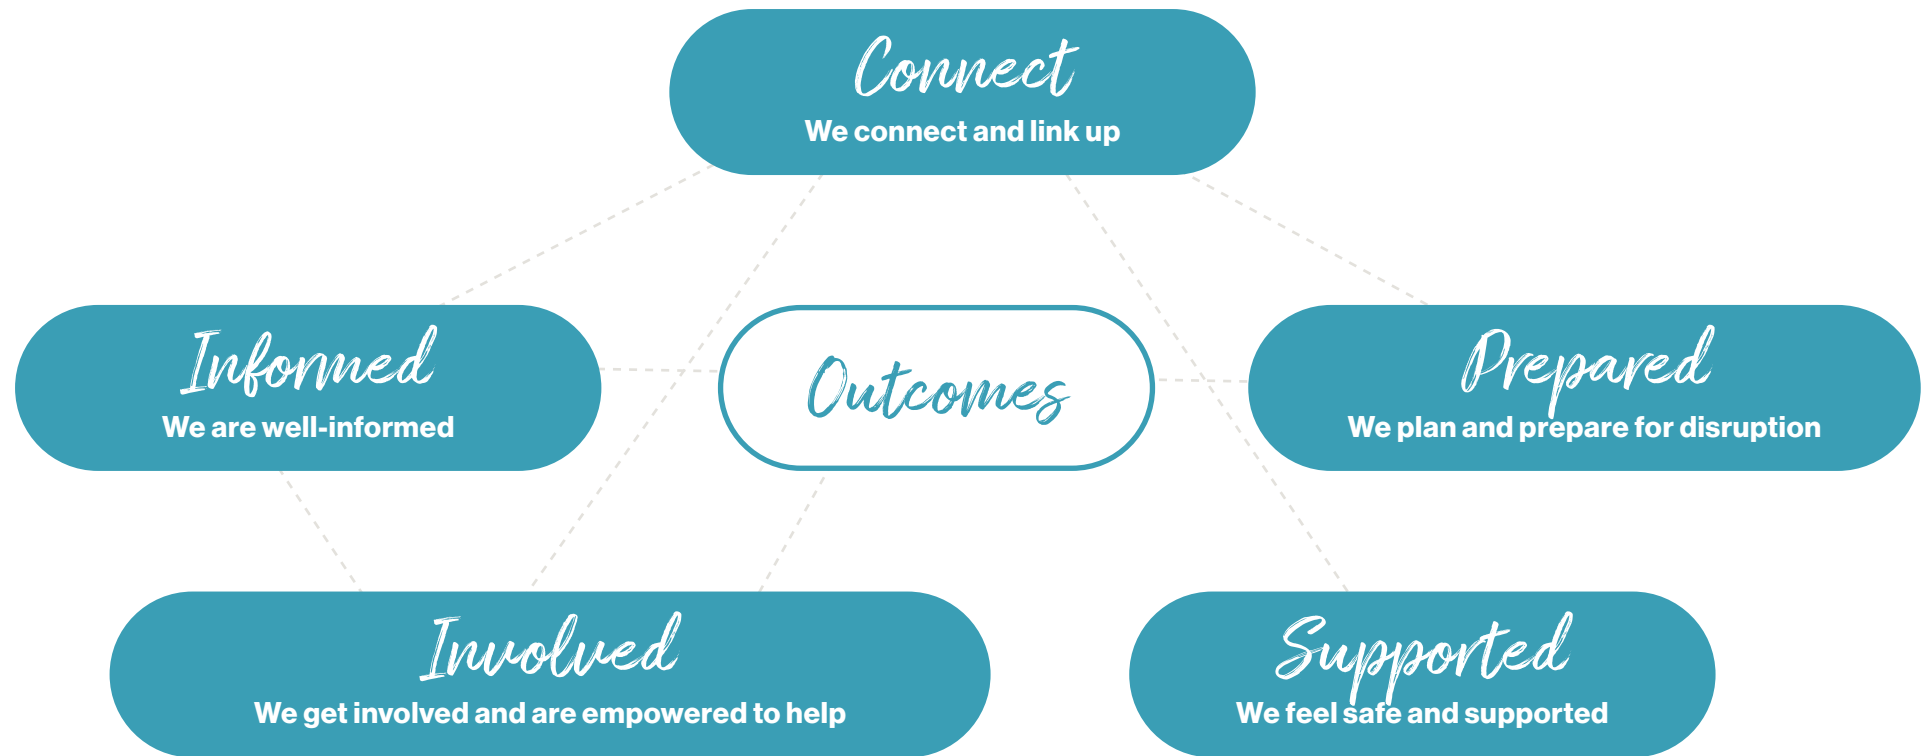 Connect
We connect and link up
Informed
We are well-informed
Outcomes
Prepared
We plan and prepare for disruption
Involved
We get involved and are empowered to help
Supported
We feel safe and supported